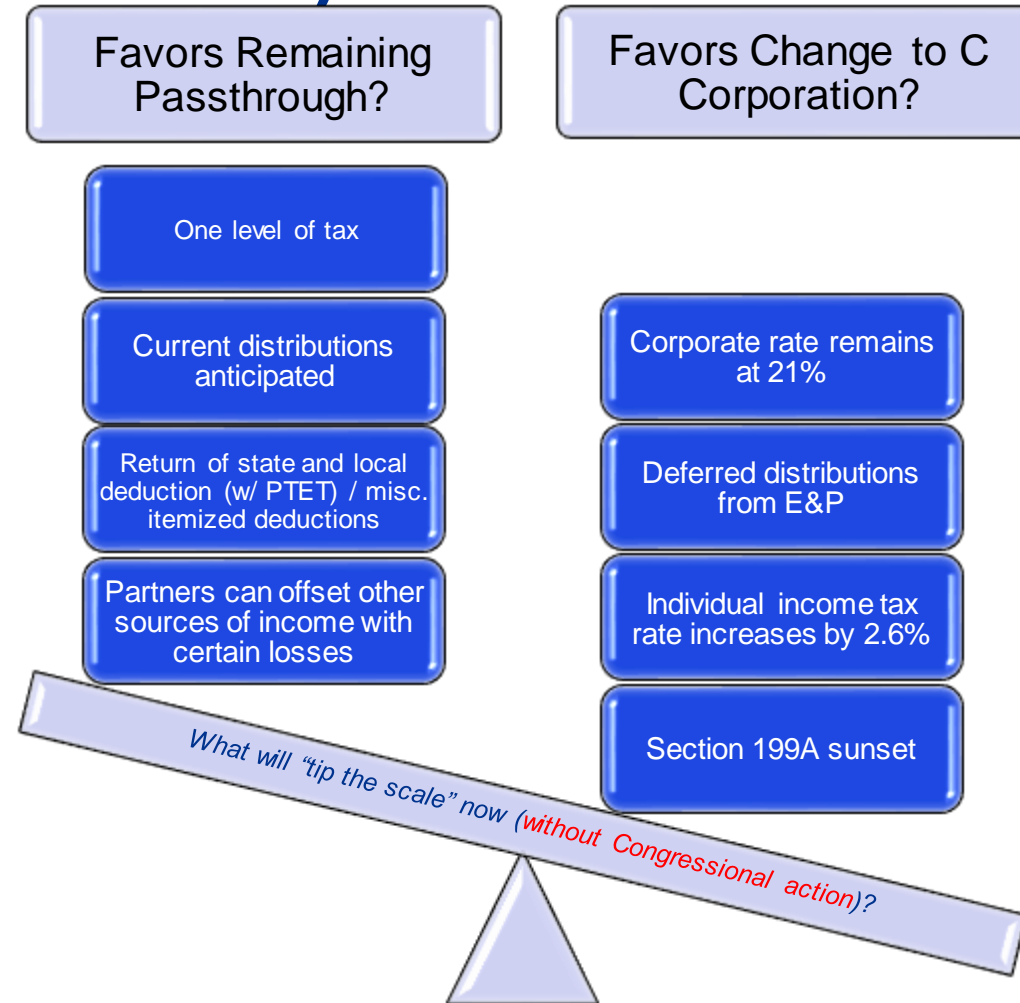 Favors Remaining
Passthrough?
One level of tax
Current distributions
anticipated
Return of state and local
deduction (w/ PTET) / misc.
itemized deductions
Partners can offset other
sources of income with
certain losses
Favors Change to C
Corporation?
Corporate rate remains
at 21%
Deferred distributions
from E&P
Individual income tax
rate increases by 2.6%
Section 199A sunset
What will “tip the scale” now (without Congressional action)?